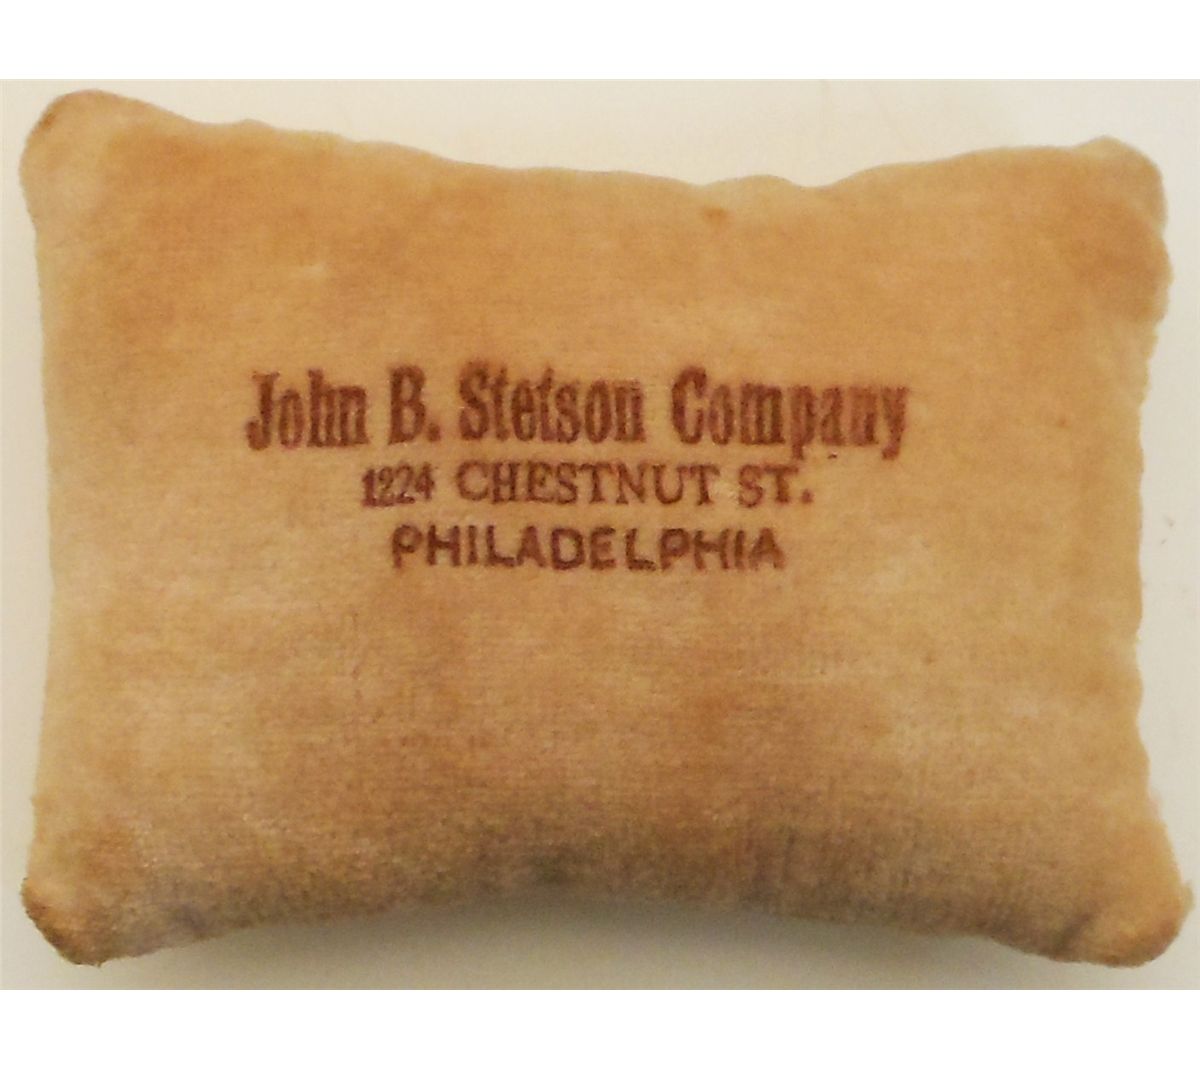 John B. Stetson Company
1224 CHESTNUT ST.
PHILADELPHIA